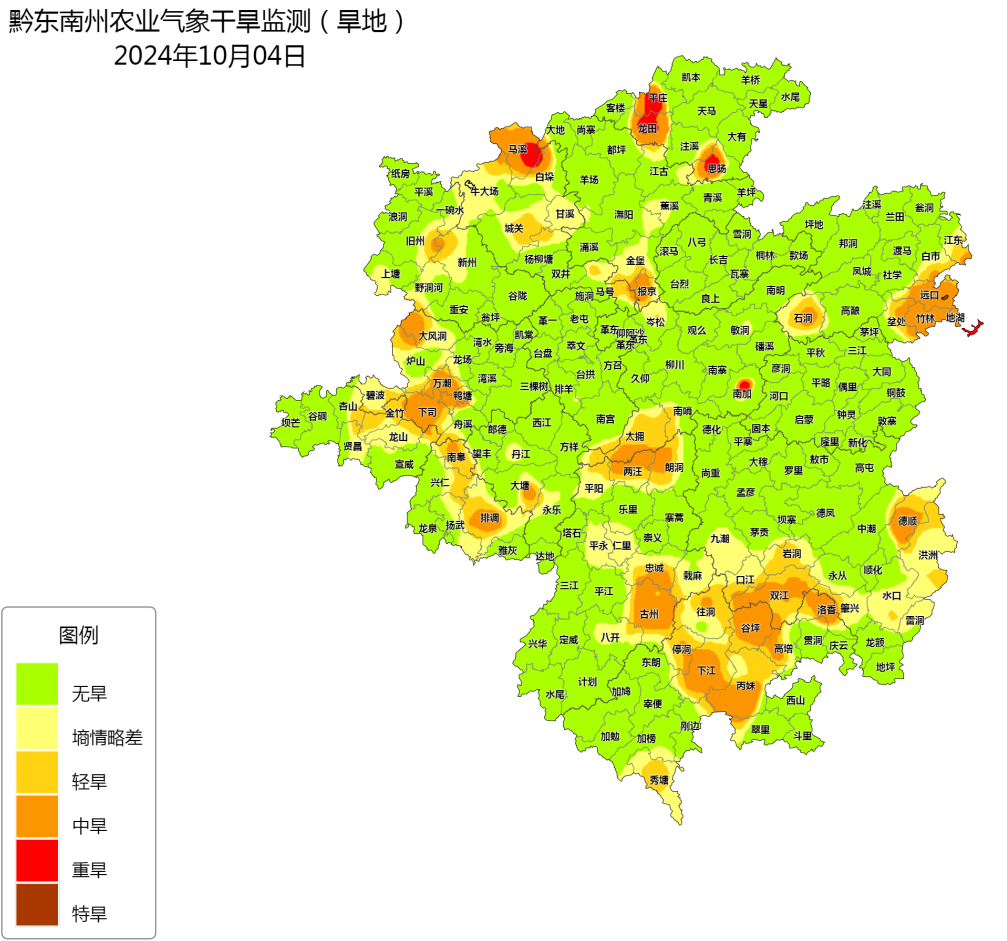 黔东南州农业气象干旱监测（旱地）
2024年10月04日
凯本
羊桥
平庄
水尾
客楼
天马
天星
大地
尚寨
龙田
大有
马溪
都坪
注溪
纸房
白垛
羊场
江古
思旸
平溪
牛大场
青溪
羊坪
浪洞
一碗水
甘溪
潕阳
蕉溪
注溪
兰田
翁洞
旧州
城关
涌溪
滚马
八弓
雪洞
坪地
邦洞
渡马
江东
上塘
新州
杨柳塘
双井
金堡
长吉
桐林
款场
白市
野洞河
谷陇
施洞
马号
报京
台烈
瓦寨
南明
凤城
社学
远口
重安
翁坪
革一
老屯
岑松
良上
石洞
高酿
坌处
竹林
地湖
大风洞
湾水
凯棠
革东
仰阿沙
革东
革东
观么
敏洞
茅坪
旁海
台盘
萃文
磻溪
平秋
三江
炉山
龙场
方召
柳川
南寨
彦洞
大同
万潮
湾溪
三棵树
排羊
台拱
久仰
平略
偶里
碧波
鸭塘
南加
河口
铜鼓
谷硐
杏山
金竹
下司
南哨
启蒙
钟灵
坝芒
舟溪
郎德
西江
南宫
德化
固本
敦寨
龙山
太拥
平寨
隆里
新化
贤昌
南皋
望丰
丹江
方祥
宣威
两汪
朗洞
尚重
大稼
罗里
敖市
高屯
兴仁
大塘
平阳
孟彦
永乐
乐里
寨蒿
坝寨
德凤
德顺
龙泉
扬武
排调
塔石
崇义
九潮
茅贡
中潮
雅灰
达地
平永
仁里
岩洞
洪洲
忠诚
栽麻
口江
永从
顺化
三江
平江
双江
水口
古州
往洞
洛香
肇兴
雷洞
兴华
定威
八开
谷坪
停洞
高增
贯洞
庆云
龙额
东朗
下江
地坪
水尾
计划
加鸠
丙妹
宰便
西山
刚边
翠里
斗里
加勉
加榜
秀塘
图例
无旱
墒情略差
轻旱
中旱
重旱
特旱